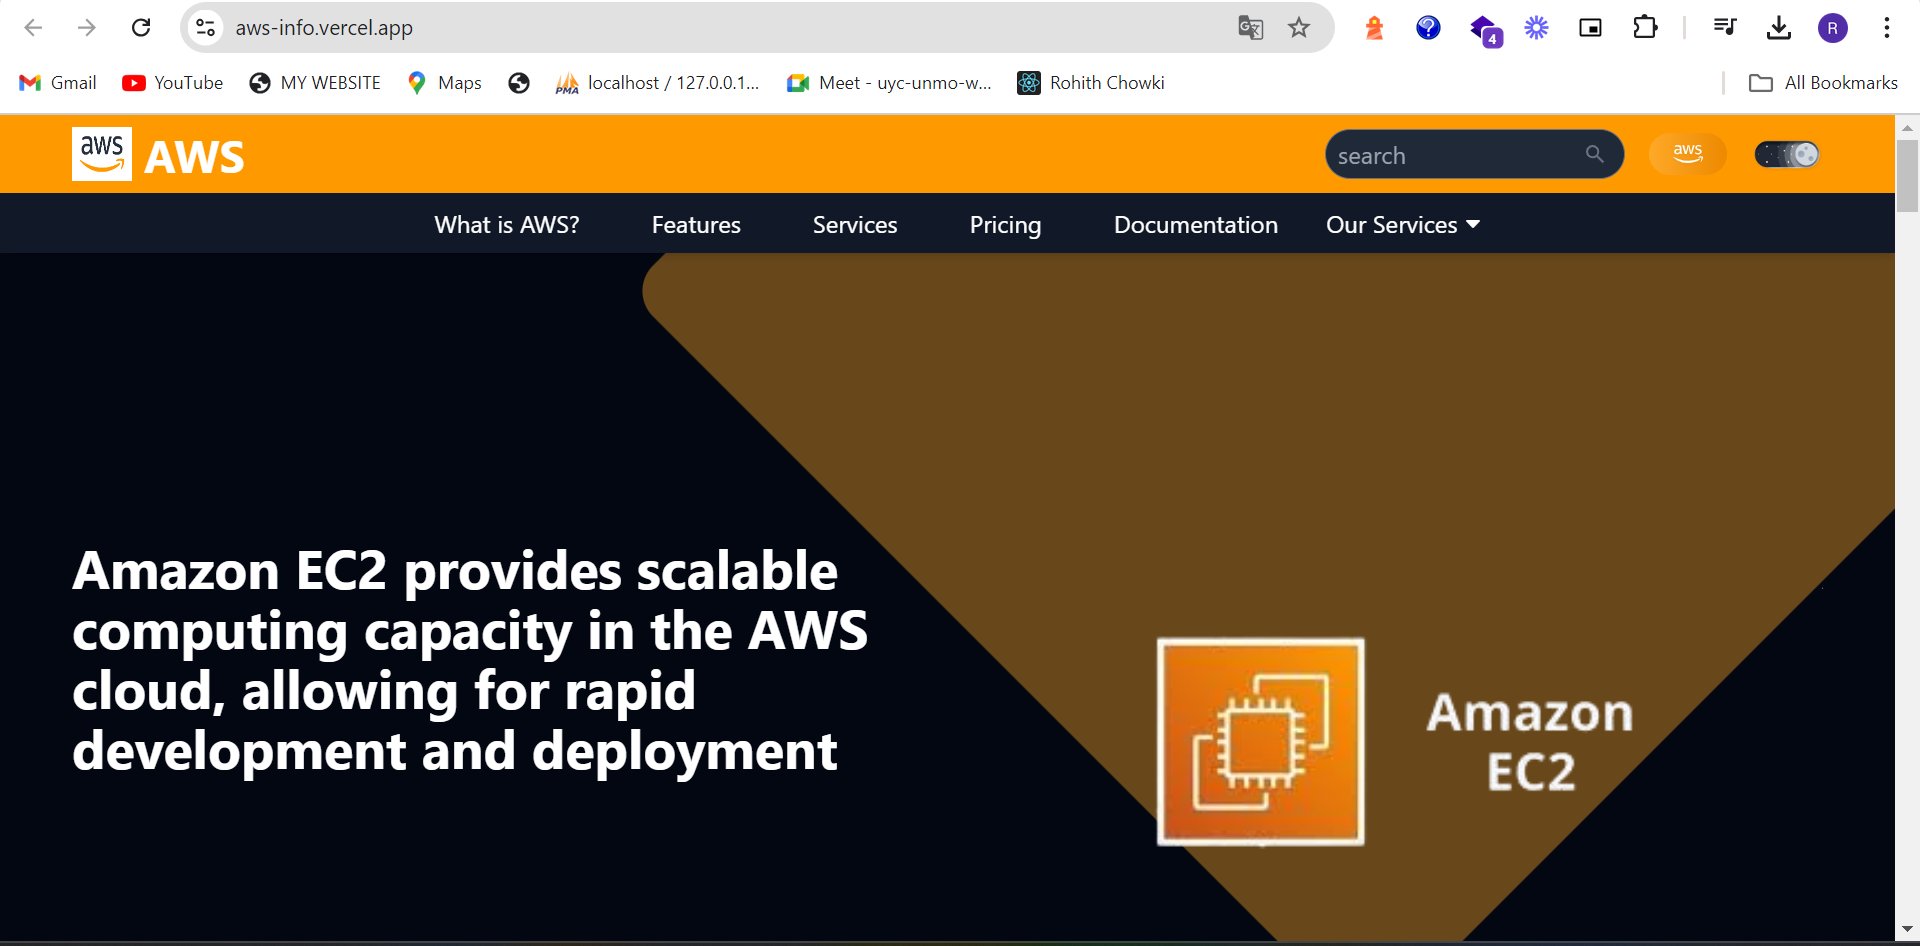 aws-info.vercel.app
R
4
Gmail
YouTube
MY WEBSITE
Maps
PMA
localhost / 127.0.0.1...
Meet - uyc-unmo-w...
Rohith Chowki
All Bookmarks
aws
AWS
search
aws
What is AWS?
Features
Services
Pricing
Documentation
Our Services
Amazon EC2 provides scalable
computing capacity in the AWS
cloud, allowing for rapid
development and deployment
Amazon
EC2